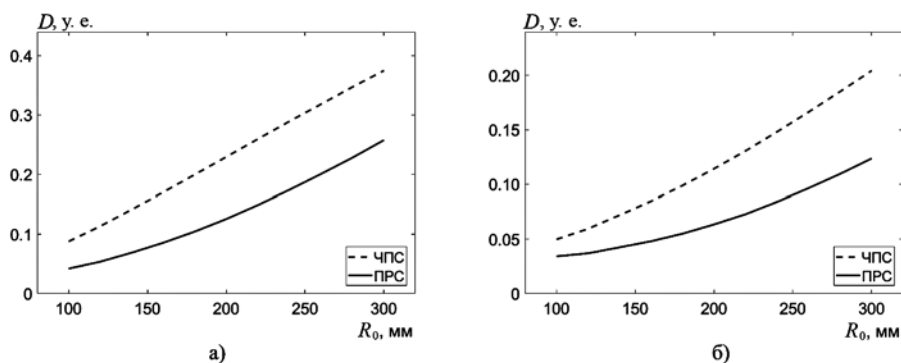 D, у. е.
0.4
0.3
0.2
0.1
0
100 150 200 250 300
R₀, мм
ЧПС
ПРС
а)
D, у. е.
0.20
0.15
0.10
0.05
0
100 150 200 250 300
R₀, мм
ЧПС
ПРС
б)